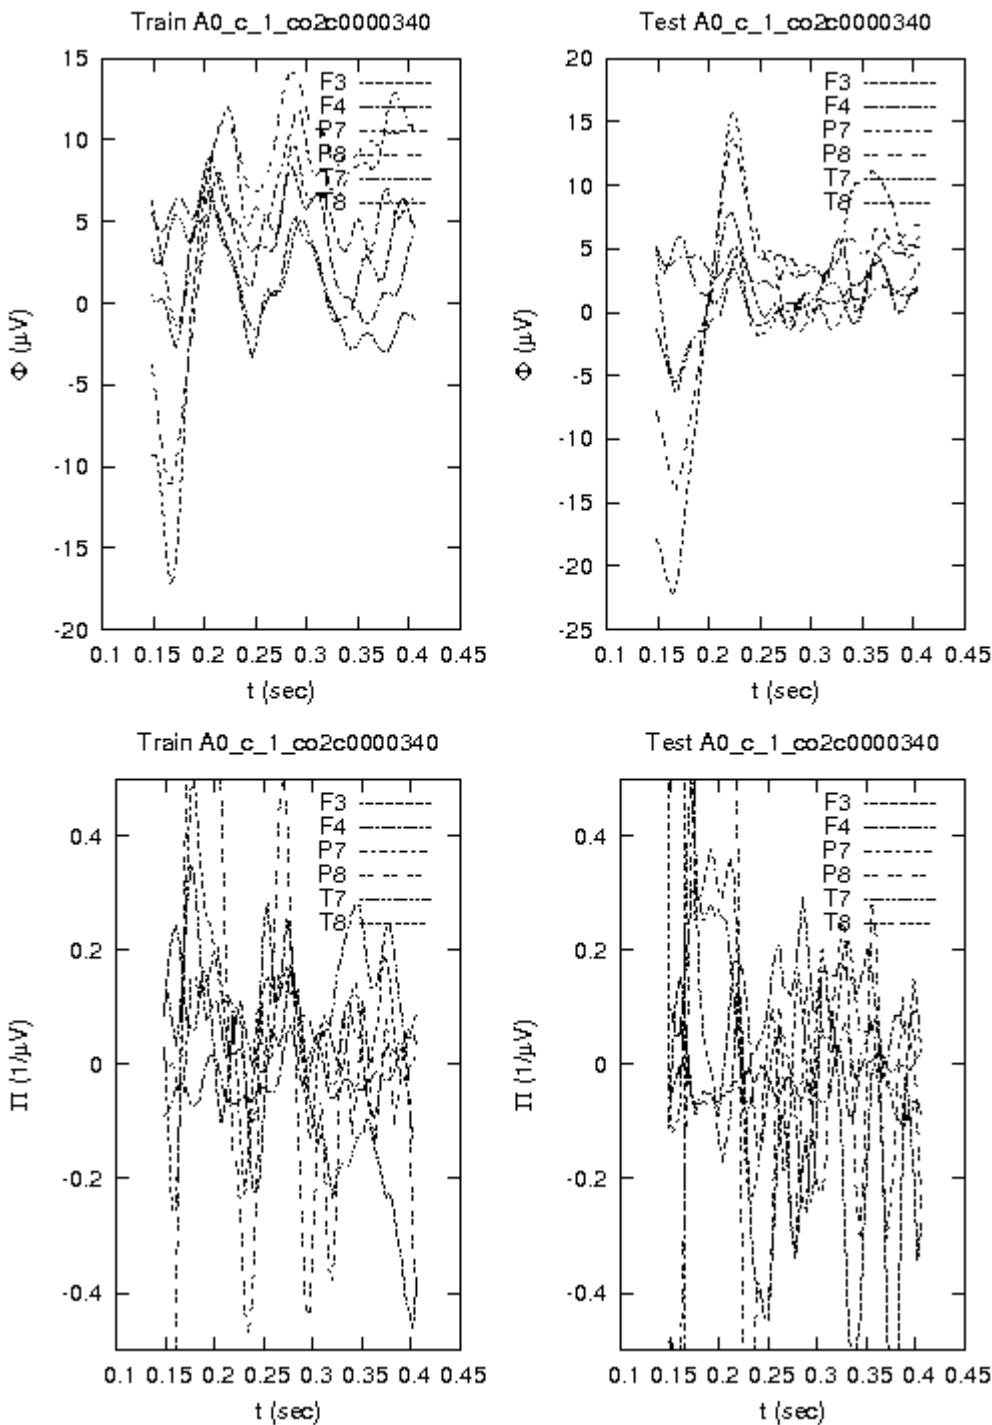 Train A0_c_1_co2c0000340
15
10
5
0
-5
-10
-15
-20
Φ (μV)
0.1 0.15 0.2 0.25 0.3 0.35 0.4 0.45
t (sec)
F3
F4
P7
P8
T7
T8
Test A0_c_1_co2c0000340
20
15
10
5
0
-5
-10
-15
-20
-25
Φ (μV)
0.1 0.15 0.2 0.25 0.3 0.35 0.4 0.45
t (sec)
F3
F4
P7
P8
T7
T8
Train A0_c_1_co2c0000340
0.4
0.2
0
-0.2
-0.4
Π (1/μV)
0.1 0.15 0.2 0.25 0.3 0.35 0.4 0.45
t (sec)
F3
F4
P7
P8
T7
T8
Test A0_c_1_co2c0000340
0.4
0.2
0
-0.2
-0.4
Π (1/μV)
0.1 0.15 0.2 0.25 0.3 0.35 0.4 0.45
t (sec)
F3
F4
P7
P8
T7
T8